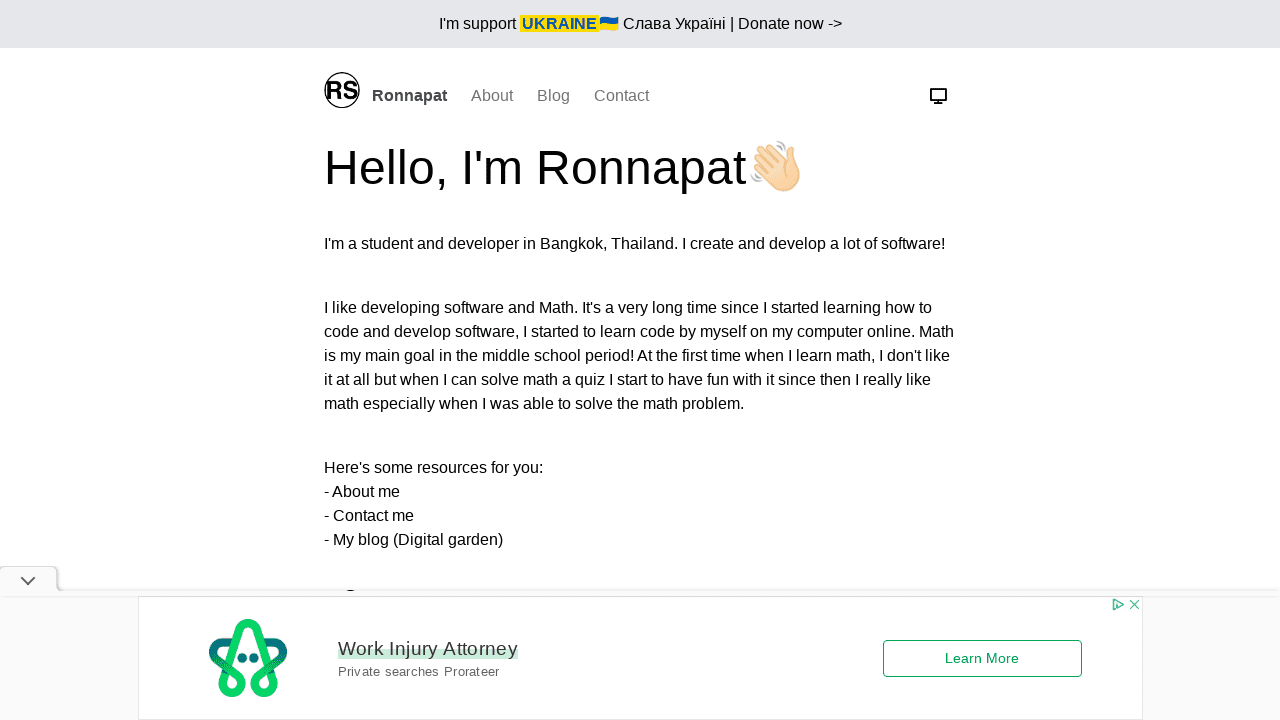 I'm support UKRAINE🇺🇦 Слава Україні | Donate now ->
RS Ronnapat About Blog Contact
Hello, I'm Ronnapat👋🏻
I'm a student and developer in Bangkok, Thailand. I create and develop a lot of software!
I like developing software and Math. It's a very long time since I started learning how to
code and develop software, I started to learn code by myself on my computer online. Math
is my main goal in the middle school period! At the first time when I learn math, I don't like
it at all but when I can solve math a quiz I start to have fun with it since then I really like
math especially when I was able to solve the math problem.
Here's some resources for you:
- About me
- Contact me
- My blog (Digital garden)
Work Injury Attorney
Private searches Prorateer
Learn More